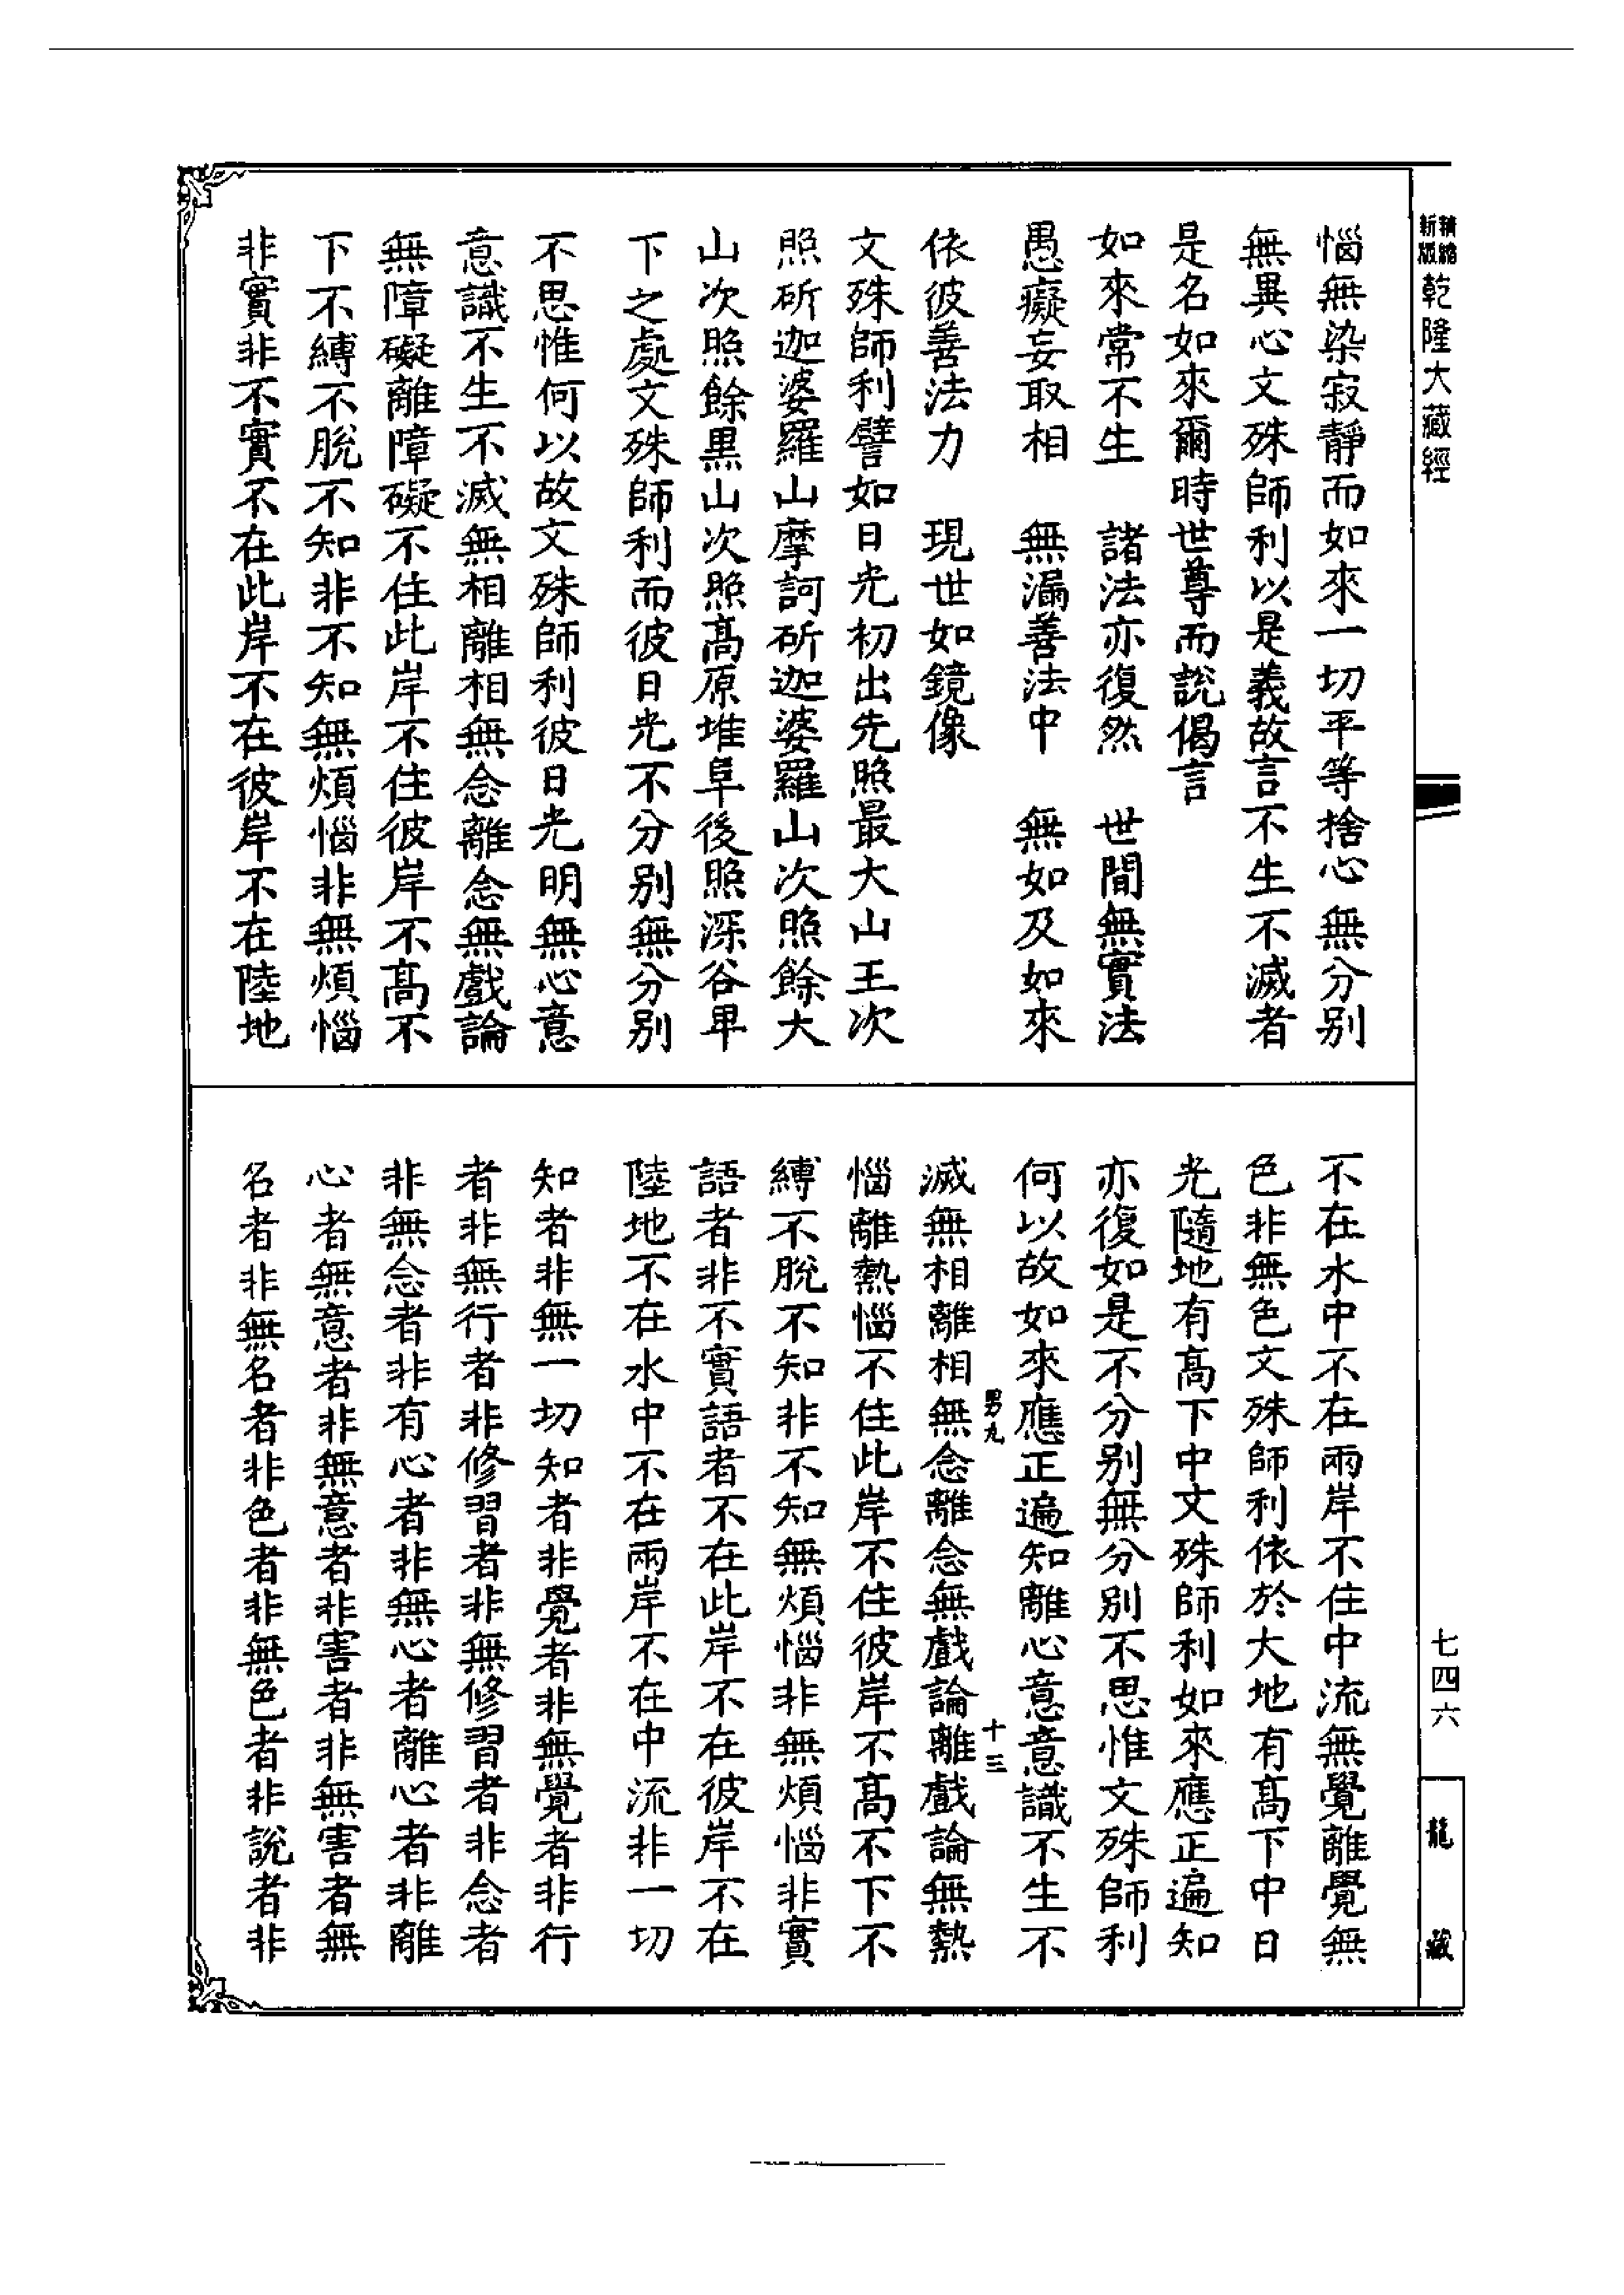 精縮新版乾隆大藏經
惱無染寂靜而如來一切平等捨心無分別
無異心文殊師利以是義故言不生不滅者
是名如來爾時世尊而說偈言
如來常不生　諸法亦復然　世間無實法
愚癡妄取相　無漏善法中　無如及如來
依彼善法力　現世如鏡像
文殊師利譬如日光初出先照最大山王次
照斫迦婆羅山摩訶斫迦婆羅山次照餘大
山次照餘黑山次照高原堆阜後照深谷卑
下之處文殊師利而彼日光不分別無分別
不思惟何以故文殊師利彼日光明無心意
意識不生不滅無相離相無念離念無戲論
無障礙離障礙不住此岸不住彼岸不高不
下不縛不脫不知非不知無煩惱非無煩惱
非實非不實不在此岸不在彼岸不在陸地
不在水中不在兩岸不住中流無覺離覺無
色非無色文殊師利依於大地有高下中日
光隨地有高下中文殊師利如來應正遍知
亦復如是不分別無分別不思惟文殊師利
何以故如來應正遍知離心意意識不生不
男九　十三
滅無相離相無念離念無戲論離戲論無熱
惱離熱惱不住此岸不住彼岸不高不下不
縛不脫不知非不知無煩惱非無煩惱非實
語者非不實語者不在此岸不在彼岸不在
陸地不在水中不在兩岸不在中流非一切
知者非無一切知者非覺者非無覺者非行
者非無行者非修習者非無修習者非念者
非無念者非有心者非無心者離心者非離
心者無意者非無意者非害者非無害者無
名者非無名者非色者非無色者非說者非
七四六
龍藏